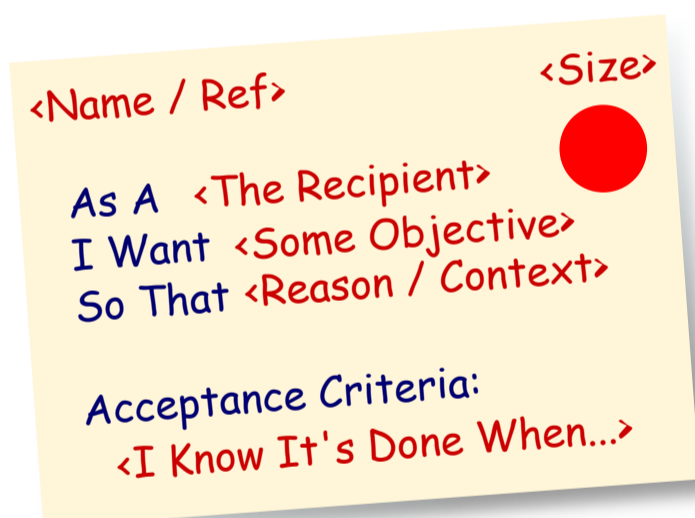 <Name / Ref>
<Size>
As A <The Recipient>
I Want <Some Objective>
So That <Reason / Context>
Acceptance Criteria:
<I Know It's Done When...>